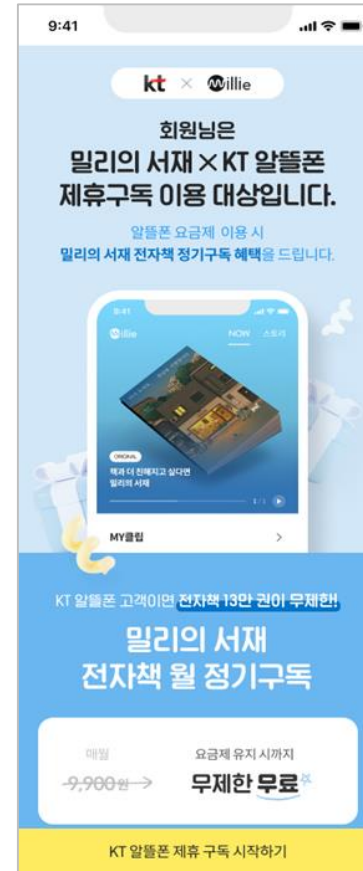 9:41
kt × millie
회원님은
밀리의 서재 × KT 알뜰폰
제휴구독 이용 대상입니다.
알뜰폰 요금제 이용 시
밀리의 서재 전자책 정기구독 혜택을 드립니다.
9:41
millie NOW 스토리
ORIGINAL
책과 더 친해지고 싶다면
밀리의 서재
1 / 1
MY클립
KT 알뜰폰 고객이면 전자책 13만 권이 무제한!
밀리의 서재
전자책 월 정기구독
매월 요금제 유지 시까지
9,900원 무제한 무료
KT 알뜰폰 제휴 구독 시작하기